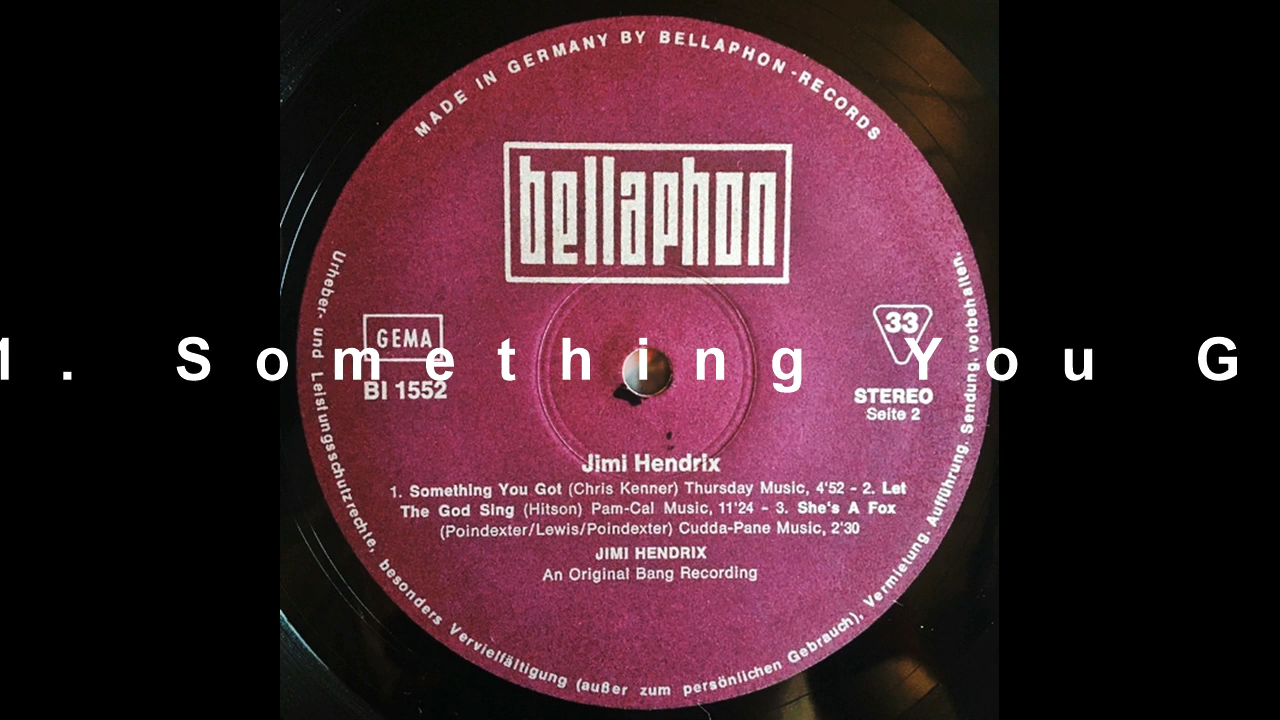 MADE IN GERMANY BY BELLAPHON-RECORDS
bellaphon
Urheber- und Leistungsschutzrechte, besonders Vervielfältigung (außer zum persönlichen Gebrauch), Vermietung. Aufführung. Sendung. vorbehalten.
GEMA
33
1. Something You G
BI 1552
STEREO
Seite 2
Jimi Hendrix
1. Something You Got (Chris Kenner) Thursday Music, 4'52 - 2. Let
The God Sing (Hitson) Pam-Cal Music, 11'24 - 3. She's A Fox
(Poindexter/Lewis/Poindexter) Cudda-Pane Music, 2'30
JIMI HENDRIX
An Original Bang Recording